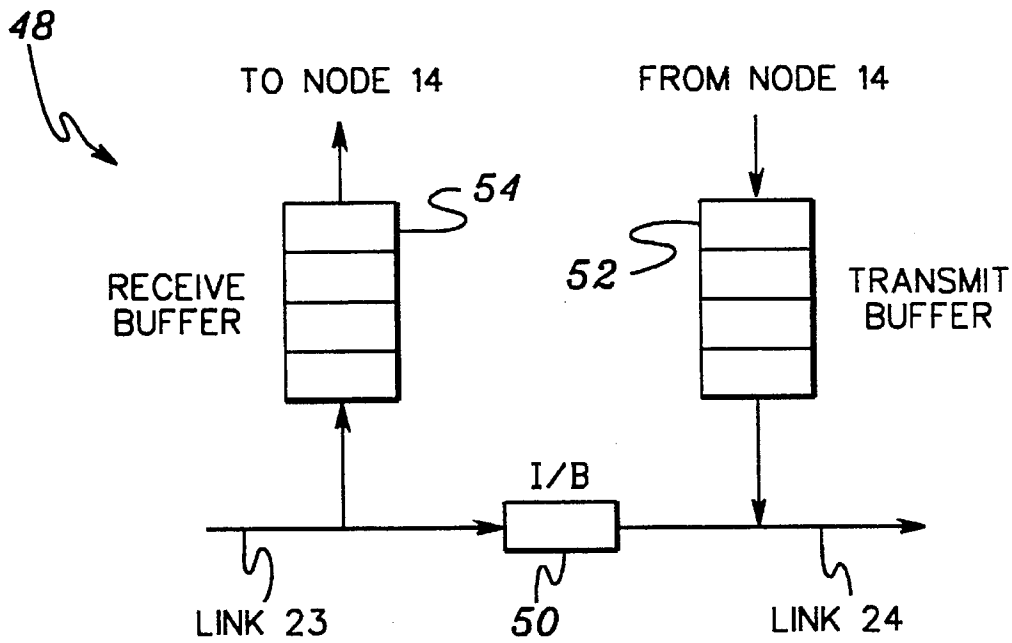 48
TO NODE 14
FROM NODE 14
54
52
RECEIVE
BUFFER
TRANSMIT
BUFFER
I/B
LINK 23
50
LINK 24